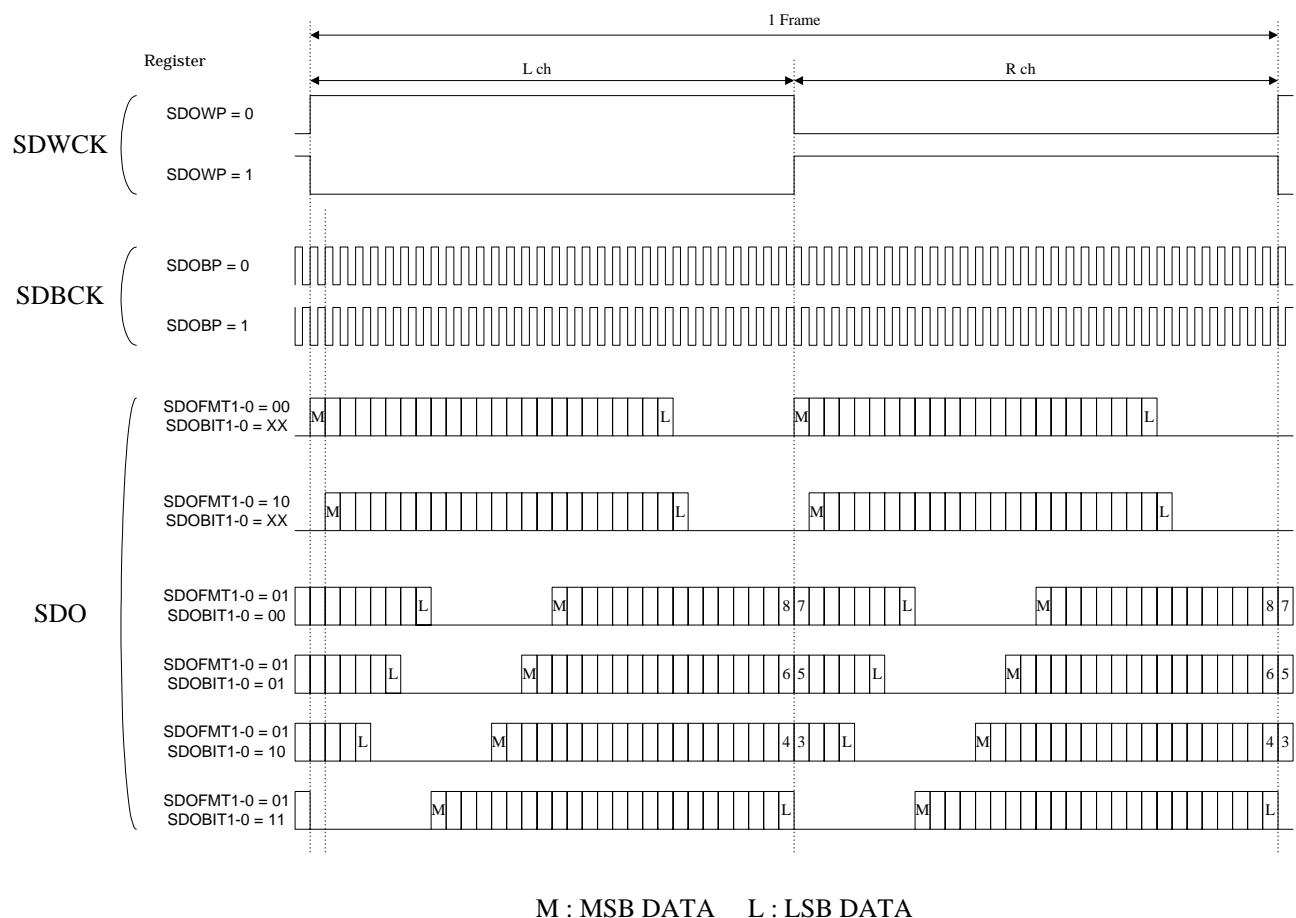 1 Frame
Register
L ch
R ch
SDWCK
SDOWP = 0
SDOWP = 1
SDBCK
SDOBP = 0
SDOBP = 1
SDO
SDOFMT1-0 = 00
SDOBIT1-0 = XX
M L M L
SDOFMT1-0 = 10
SDOBIT1-0 = XX
M L M L
SDOFMT1-0 = 01
SDOBIT1-0 = 00
L M 8 7 L M 8 7
SDOFMT1-0 = 01
SDOBIT1-0 = 01
L M 6 5 L M 6 5
SDOFMT1-0 = 01
SDOBIT1-0 = 10
L M 4 3 L M 4 3
SDOFMT1-0 = 01
SDOBIT1-0 = 11
M L M L
M : MSB DATA L : LSB DATA